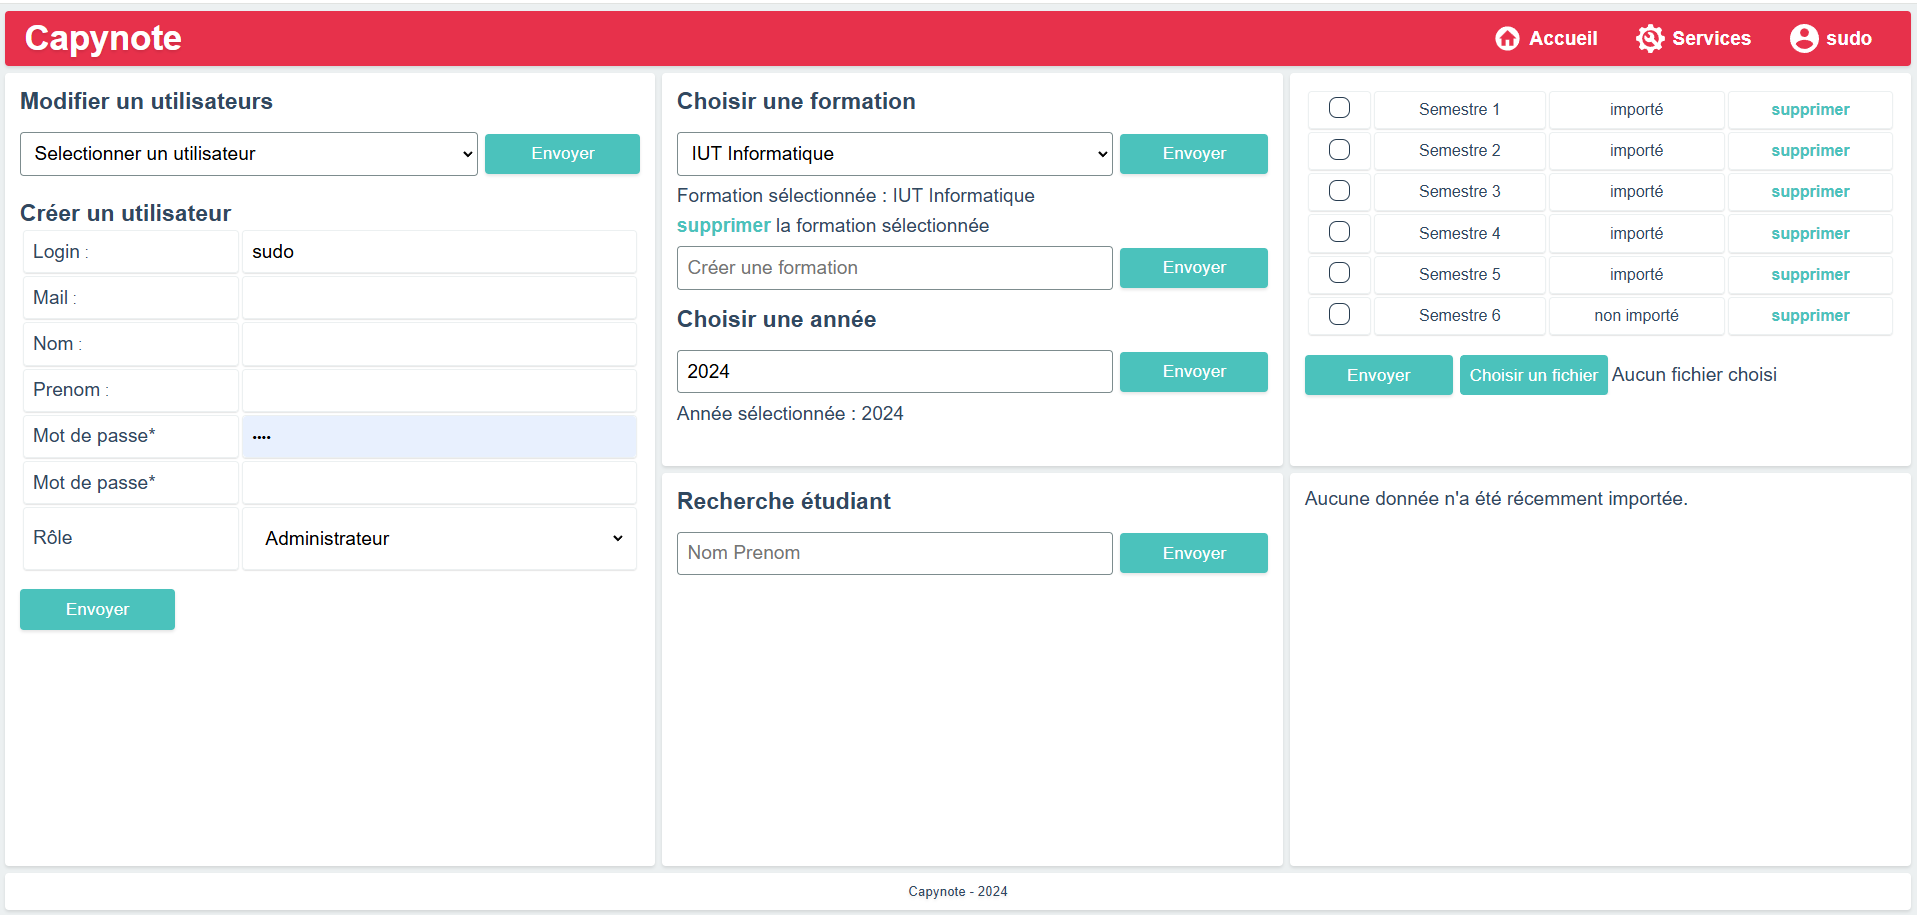 Capynote
Accueil
Services
sudo
Modifier un utilisateurs
Selectionner un utilisateur
Envoyer
Créer un utilisateur
Login : sudo
Mail :
Nom :
Prenom :
Mot de passe* ····
Mot de passe*
Rôle Administrateur
Envoyer
Choisir une formation
IUT Informatique
Envoyer
Formation sélectionnée : IUT Informatique
supprimer la formation sélectionnée
Créer une formation
Envoyer
Choisir une année
2024
Envoyer
Année sélectionnée : 2024
Semestre 1 importé supprimer
Semestre 2 importé supprimer
Semestre 3 importé supprimer
Semestre 4 importé supprimer
Semestre 5 importé supprimer
Semestre 6 non importé supprimer
Envoyer Choisir un fichier Aucun fichier choisi
Recherche étudiant
Nom Prenom
Envoyer
Aucune donnée n'a été récemment importée.
Capynote - 2024